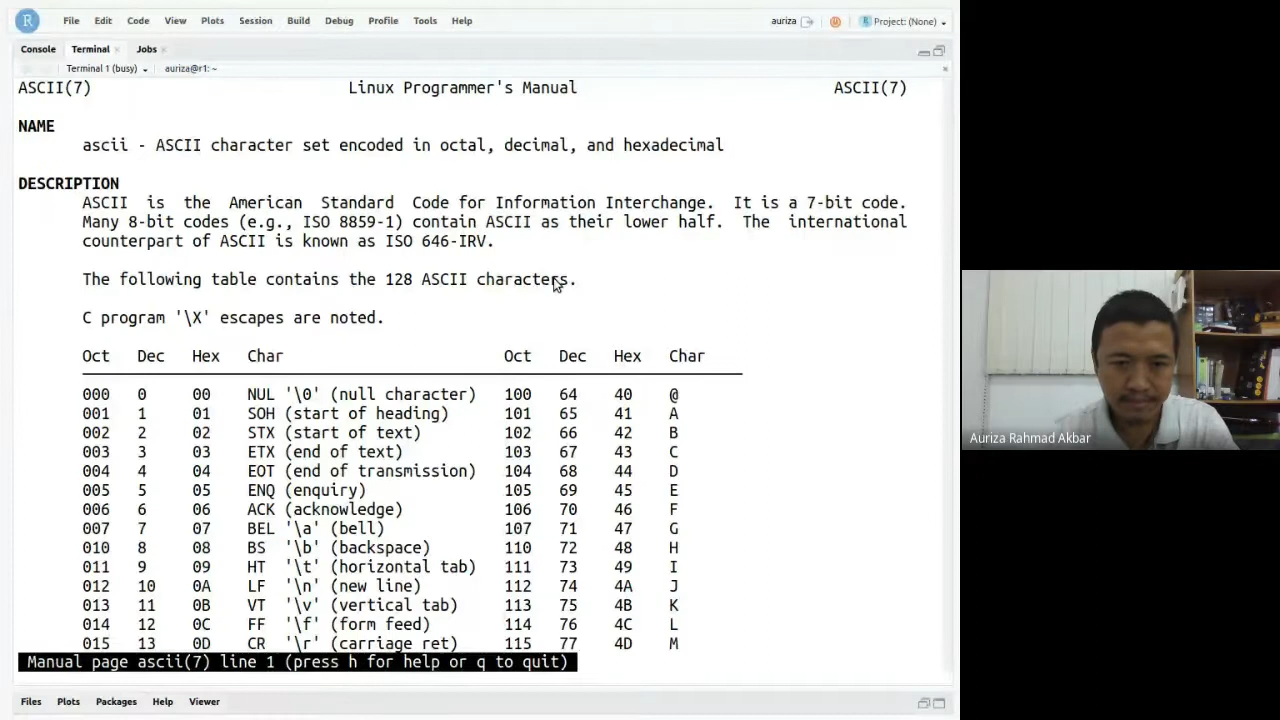 R File Edit Code View Plots Session Build Debug Profile Tools Help auriza R Project: (None)
Console Terminal Jobs
Terminal 1 (busy) auriza@r1: ~
ASCII(7) Linux Programmer's Manual ASCII(7)
NAME
ascii - ASCII character set encoded in octal, decimal, and hexadecimal
DESCRIPTION
ASCII is the American Standard Code for Information Interchange. It is a 7-bit code.
Many 8-bit codes (e.g., ISO 8859-1) contain ASCII as their lower half. The international
counterpart of ASCII is known as ISO 646-IRV.
The following table contains the 128 ASCII characters.
C program '\X' escapes are noted.
Oct Dec Hex Char Oct Dec Hex Char
000 0 00 NUL '\0' (null character) 100 64 40 @
001 1 01 SOH (start of heading) 101 65 41 A
002 2 02 STX (start of text) 102 66 42 B
003 3 03 ETX (end of text) 103 67 43 C
004 4 04 EOT (end of transmission) 104 68 44 D
005 5 05 ENQ (enquiry) 105 69 45 E
006 6 06 ACK (acknowledge) 106 70 46 F
007 7 07 BEL '\a' (bell) 107 71 47 G
010 8 08 BS '\b' (backspace) 110 72 48 H
011 9 09 HT '\t' (horizontal tab) 111 73 49 I
012 10 0A LF '\n' (new line) 112 74 4A J
013 11 0B VT '\v' (vertical tab) 113 75 4B K
014 12 0C FF '\f' (form feed) 114 76 4C L
015 13 0D CR '\r' (carriage ret) 115 77 4D M
Manual page ascii(7) line 1 (press h for help or q to quit)
Files Plots Packages Help Viewer
Auriza Rahmad Akbar